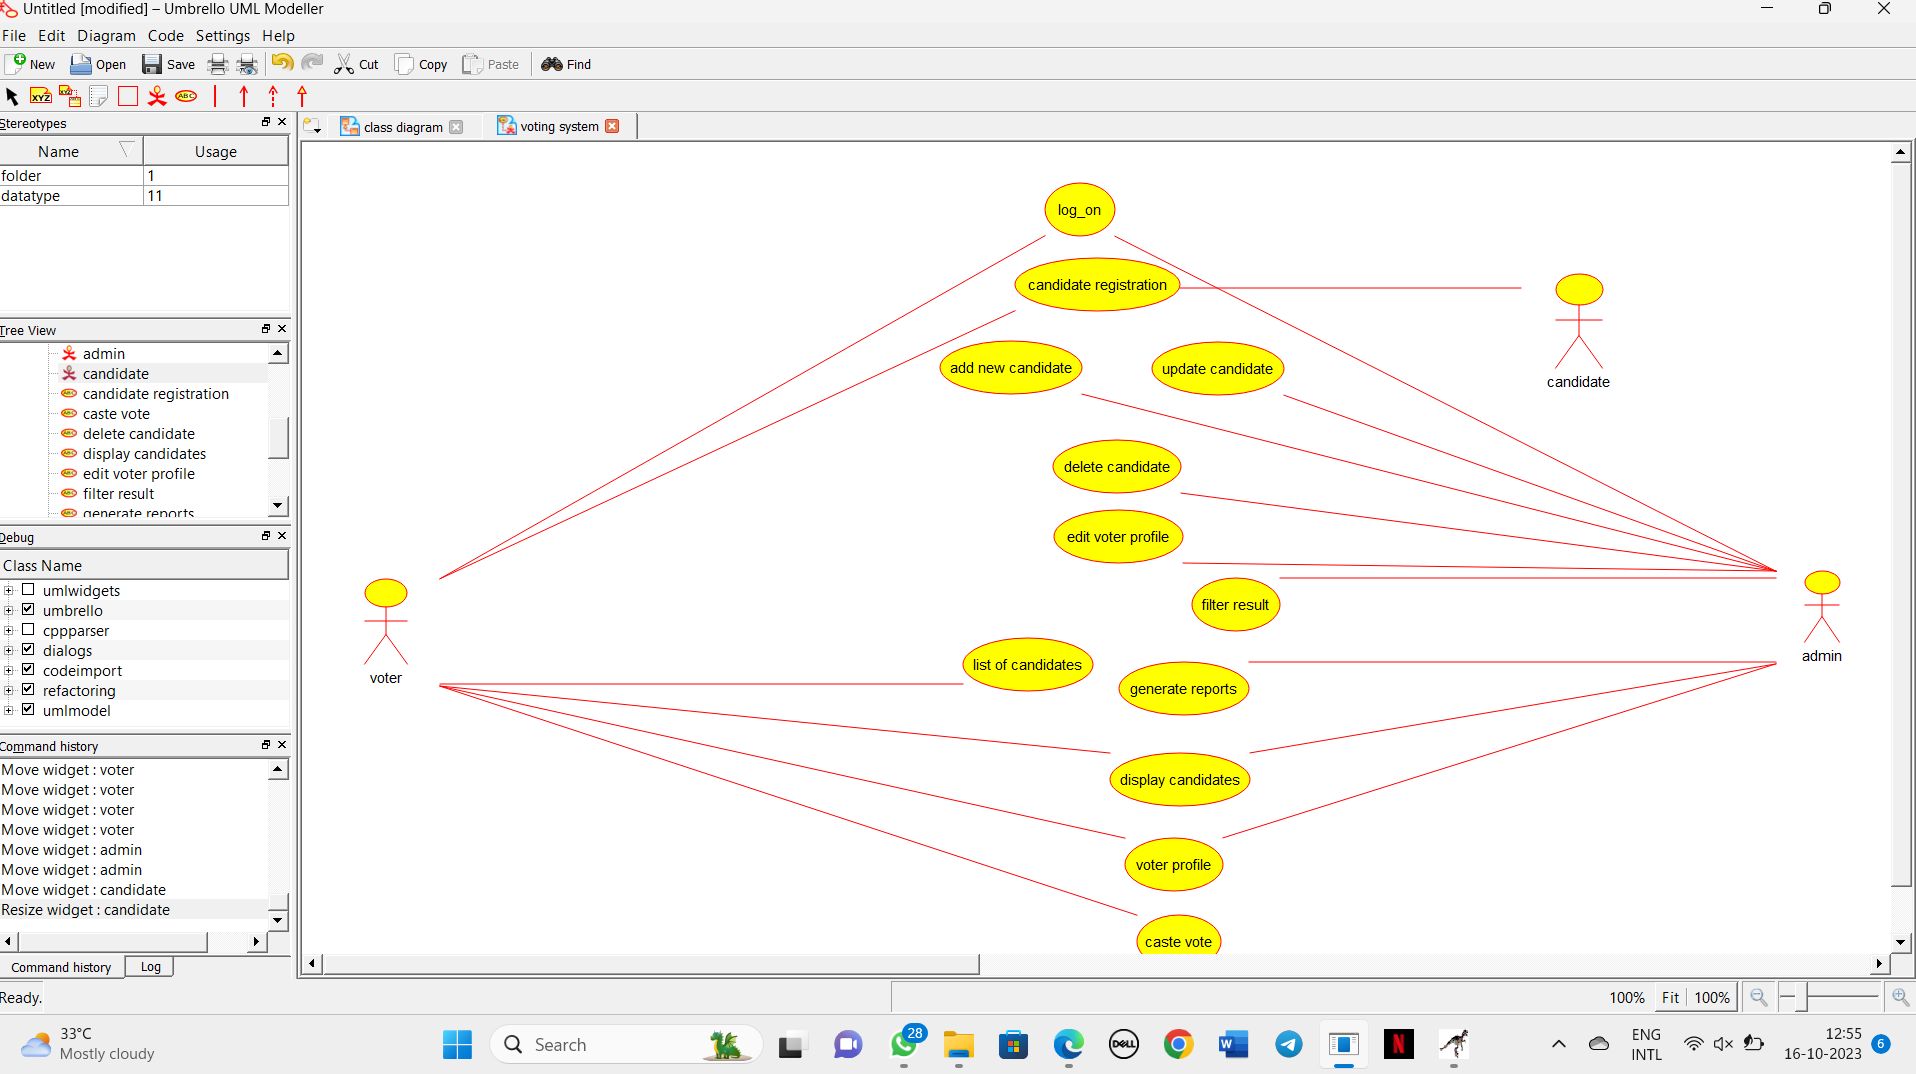 Untitled [modified] – Umbrello UML Modeller
File Edit Diagram Code Settings Help
New Open Save Cut Copy Paste Find
XYZ XYZ ABC
Stereotypes
class diagram voting system
Name Usage
folder 1
datatype 11
Tree View
admin
candidate
candidate registration
caste vote
delete candidate
display candidates
edit voter profile
filter result
generate reports
Debug
Class Name
umlwidgets
umbrello
cppparser
dialogs
codeimport
refactoring
umlmodel
Command history
Move widget : voter
Move widget : voter
Move widget : voter
Move widget : voter
Move widget : admin
Move widget : admin
Move widget : candidate
Resize widget : candidate
Command history Log
log_on
candidate registration
candidate
add new candidate update candidate
delete candidate
edit voter profile
filter result
voter
admin
list of candidates
generate reports
display candidates
voter profile
caste vote
Ready.
100% Fit 100%
33°C
Mostly cloudy
Search
28
DELL
W
N
ENG
INTL
12:55
16-10-2023
6